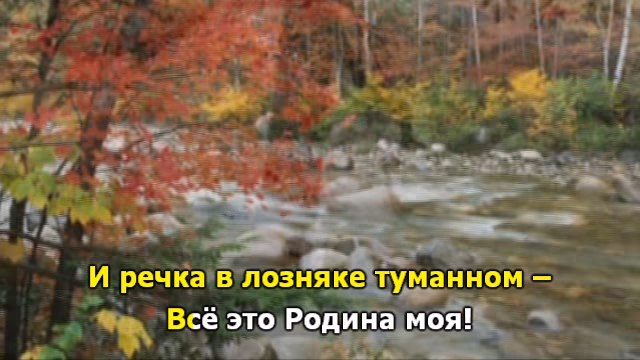 И речка в лозняке туманном –
Всё это Родина моя!